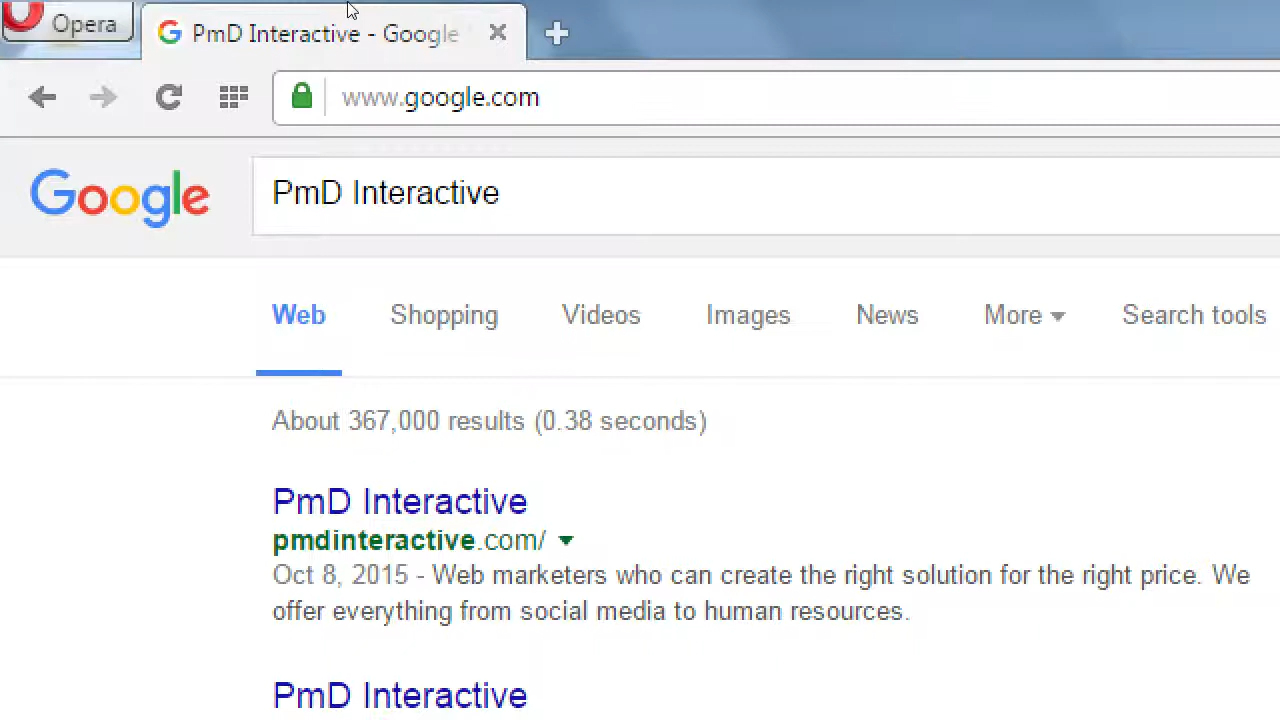 Opera
PmD Interactive - Google
www.google.com
Google
PmD Interactive
Web Shopping Videos Images News More Search tools
About 367,000 results (0.38 seconds)
PmD Interactive
pmdinteractive.com/
Oct 8, 2015 - Web marketers who can create the right solution for the right price. We
offer everything from social media to human resources.
PmD Interactive